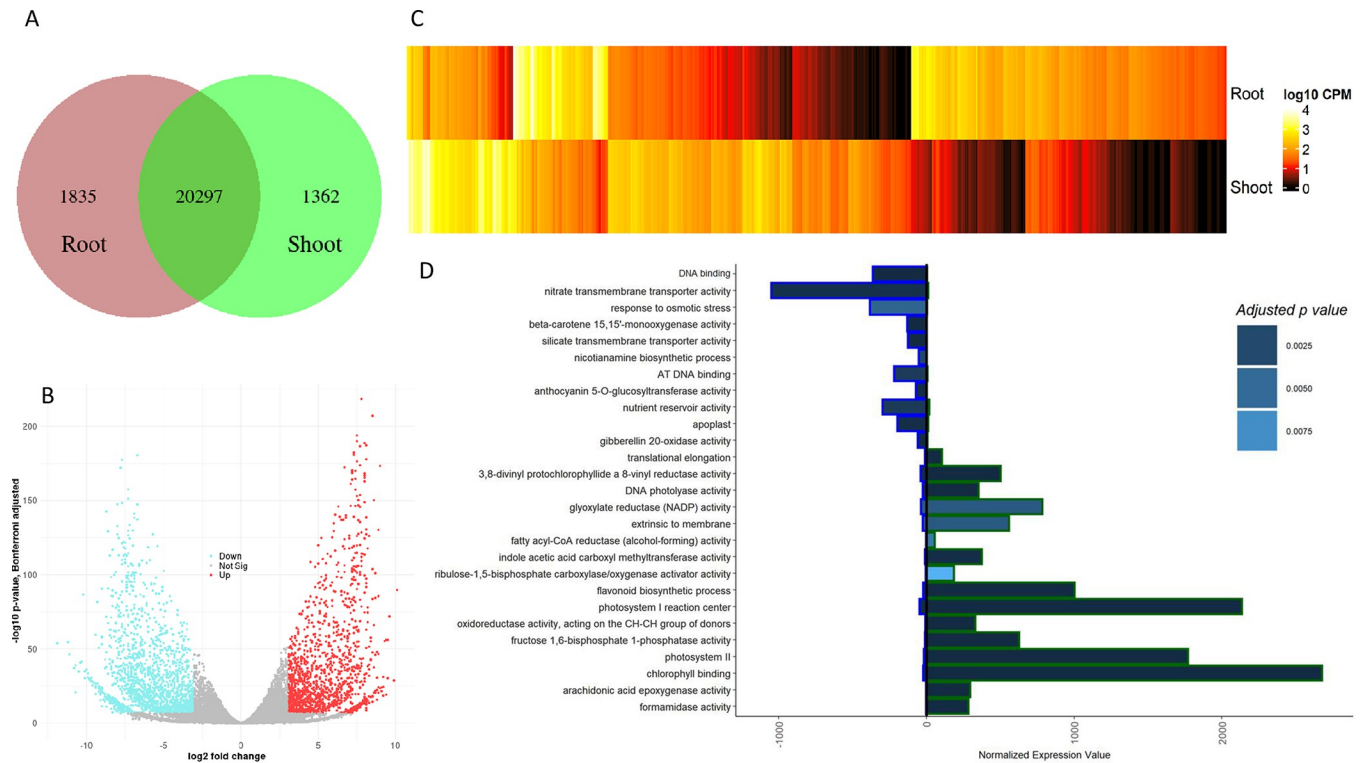 A
1835
20297
1362
Root
Shoot
B
-log10 p-value, Bonterroni adjusted
200
150
100
50
0
Down
Not Sig
Up
-10
-5
0
5
10
log2 fold change
C
Root
Shoot
log10 CPM
4
3
2
1
0
D
DNA binding
nitrate transmembrane transporter activity
response to osmotic stress
beta-carotene 15,15'-monooxygenase activity
silicate transmembrane transporter activity
nicotianamine biosynthetic process
AT DNA binding
anthocyanin 5-O-glucosyltransferase activity
nutrient reservoir activity
apoplast
gibberellin 20-oxidase activity
translational elongation
3,8-divinyl protochlorophyllide a 8-vinyl reductase activity
DNA photolyase activity
glyoxylate reductase (NADP) activity
extrinsic to membrane
fatty acyl-CoA reductase (alcohol-forming) activity
indole acetic acid carboxyl methyltransferase activity
ribulose-1,5-bisphosphate carboxylase/oxygenase activator activity
flavonoid biosynthetic process
photosystem I reaction center
oxidoreductase activity, acting on the CH-CH group of donors
fructose 1,6-bisphosphate 1-phosphatase activity
photosystem II
chlorophyll binding
arachidonic acid epoxygenase activity
formamidase activity
-1000
0
1000
2000
Normalized Expression Value
Adjusted p value
0.0025
0.0050
0.0075